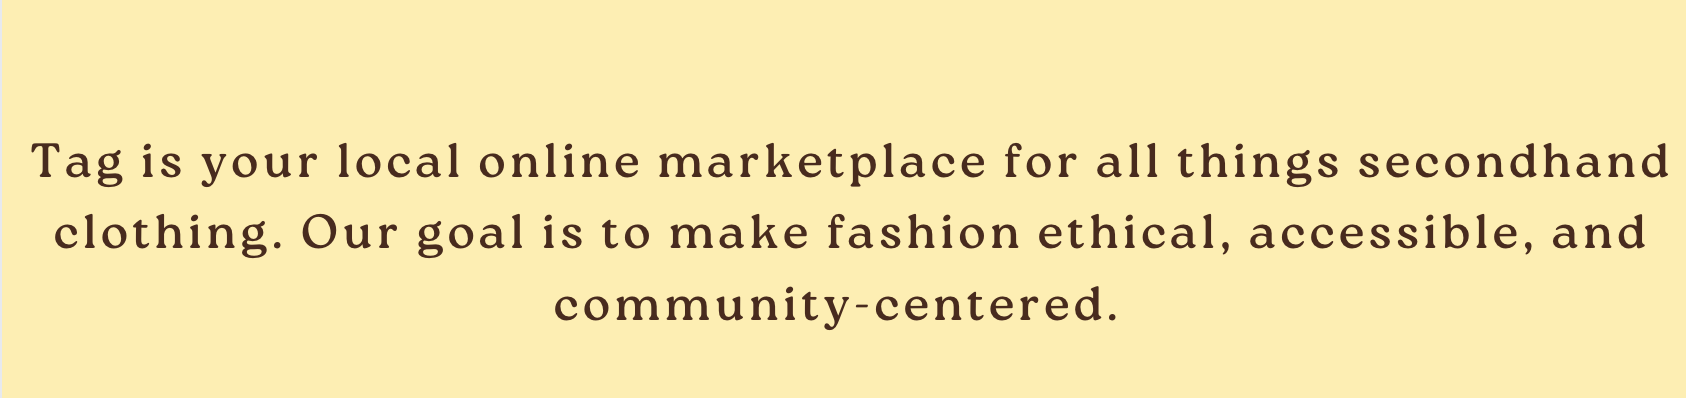 Tag is your local online marketplace for all things secondhand
clothing. Our goal is to make fashion ethical, accessible, and
community-centered.